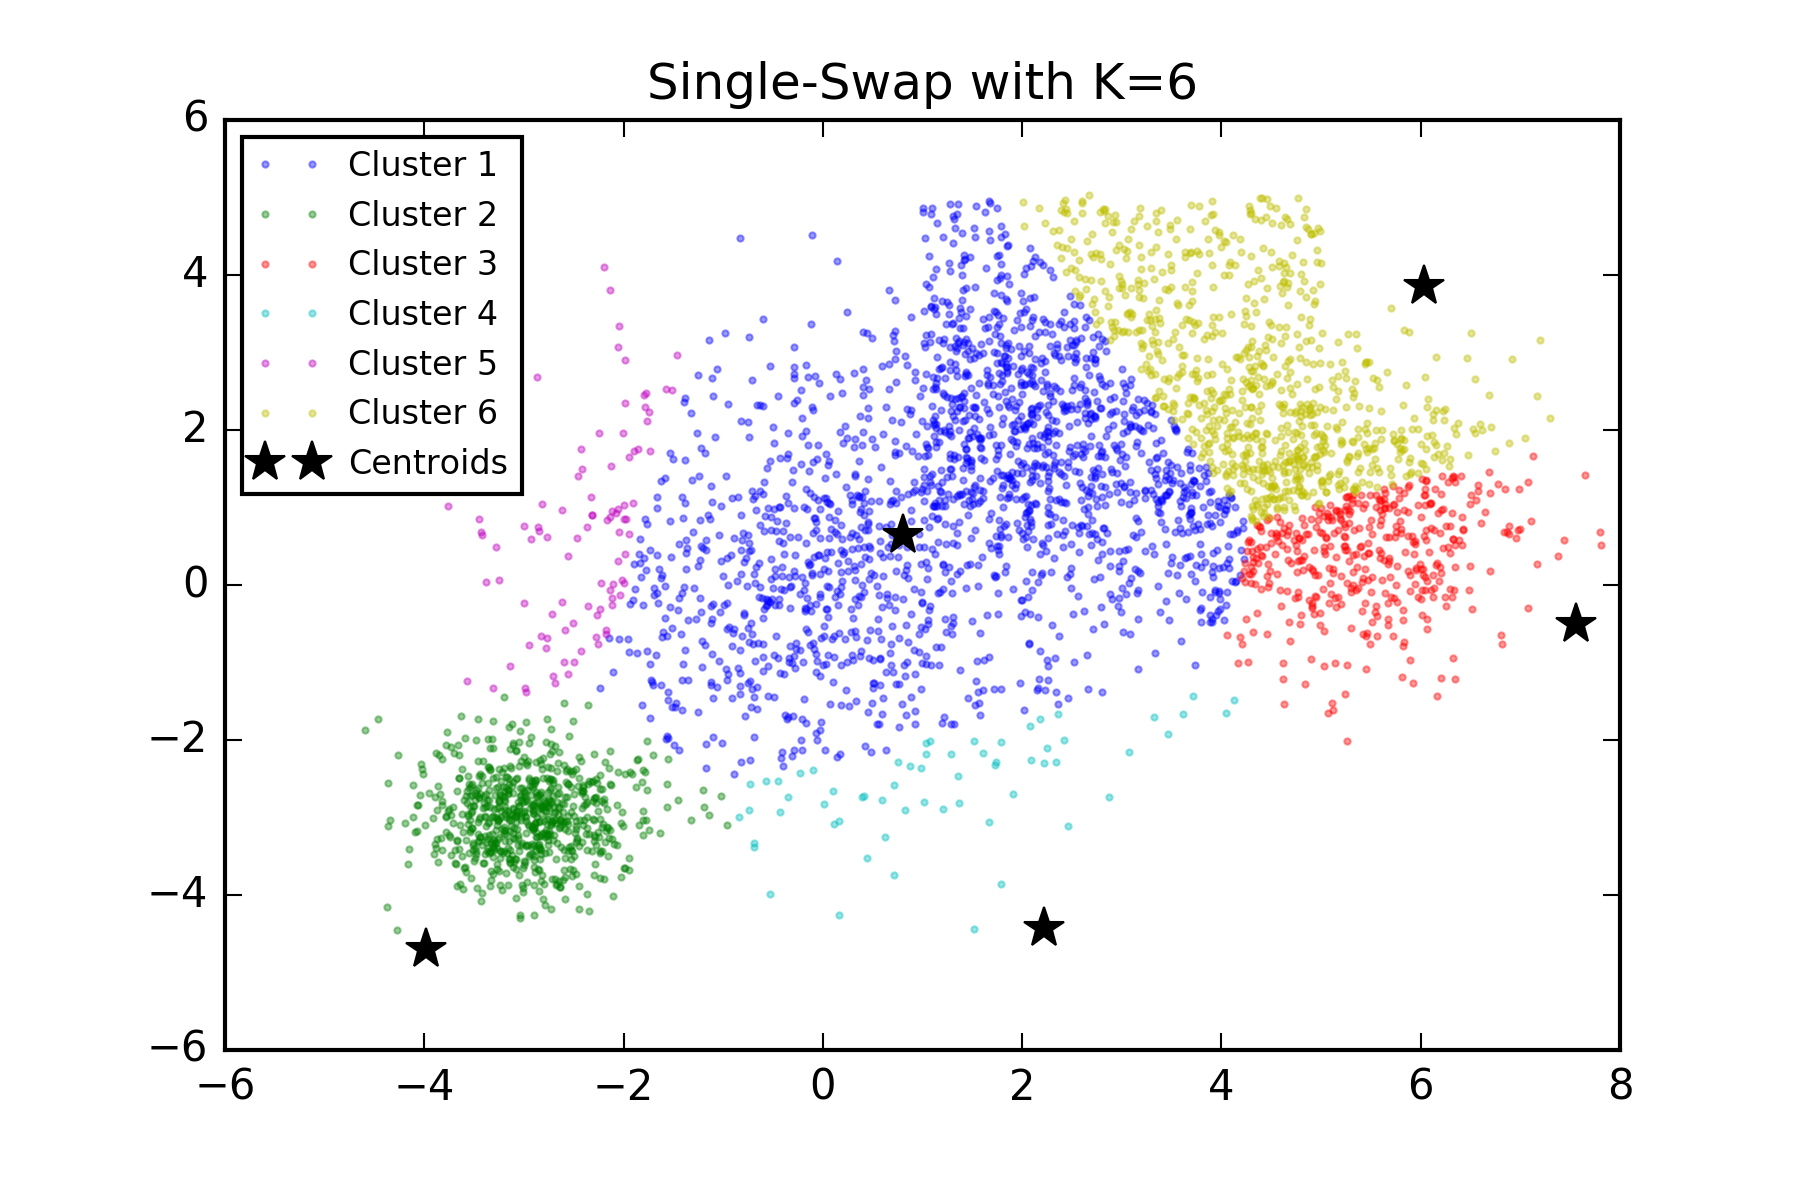 Single-Swap with K=6
6
4
2
0
−2
−4
−6
Cluster 1
Cluster 2
Cluster 3
Cluster 4
Cluster 5
Cluster 6
Centroids
−6 −4 −2 0 2 4 6 8